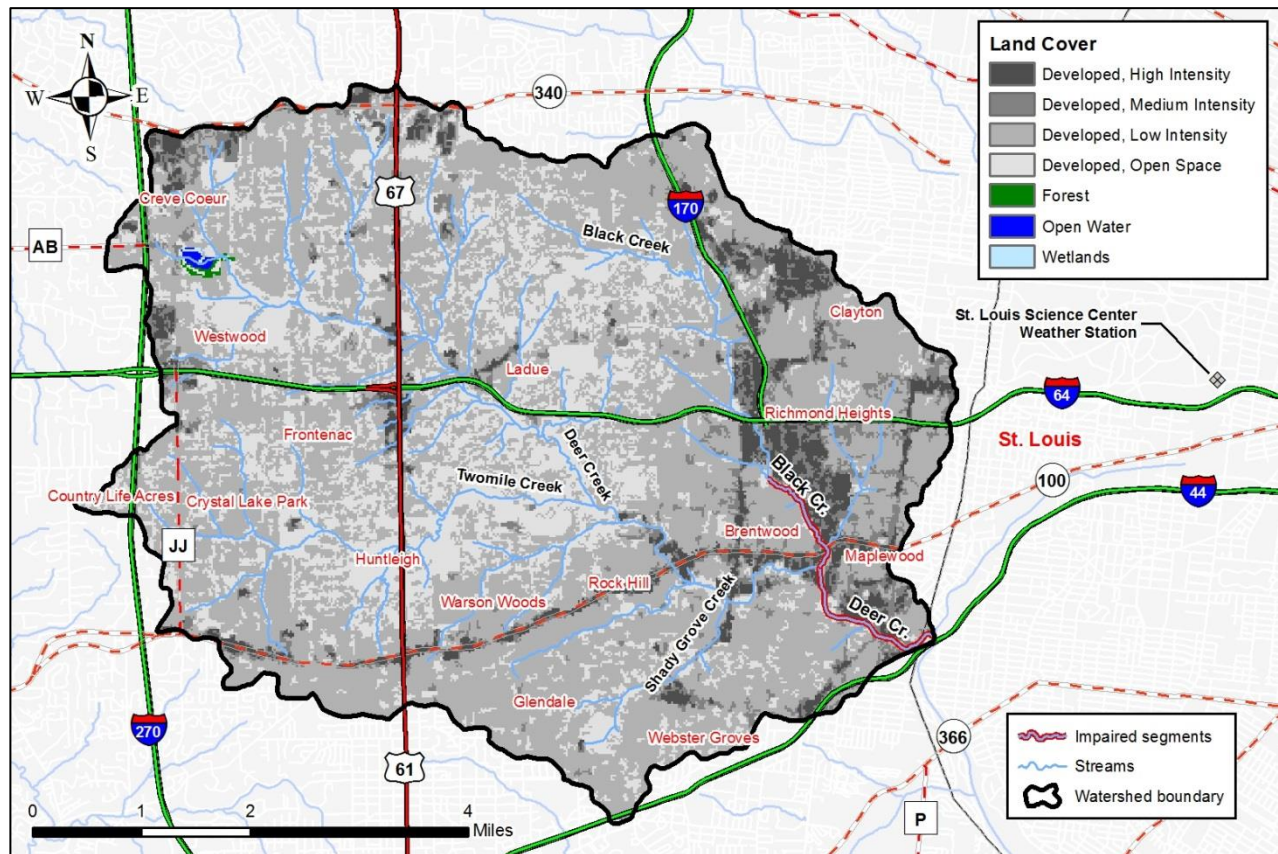 N
W
E
S
340
67
170
AB
Creve Coeur
Black Creek
Clayton
Westwood
Ladue
Richmond Heights
64
Frontenac
Deer Creek
Twomile Creek
St. Louis
100
44
Country Life Acres
Crystal Lake Park
Black Cr.
JJ
Huntleigh
Brentwood
Maplewood
Rock Hill
Warson Woods
Shady Grove Creek
Deer Cr.
Glendale
Webster Groves
270
61
366
P
0
1
2
4
Miles
Land Cover
Developed, High Intensity
Developed, Medium Intensity
Developed, Low Intensity
Developed, Open Space
Forest
Open Water
Wetlands
St. Louis Science Center
Weather Station
Impaired segments
Streams
Watershed boundary